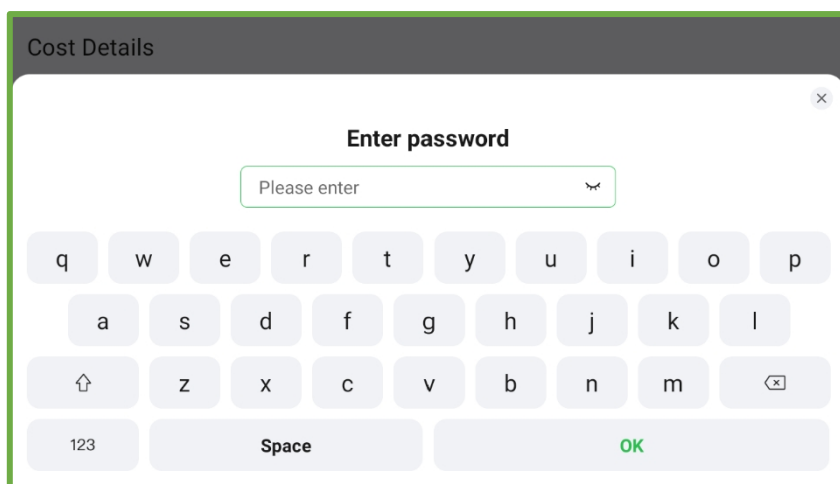 Cost Details
Enter password
Please enter
q w e r t y u i o p
a s d f g h j k l
z x c v b n m
123 Space OK